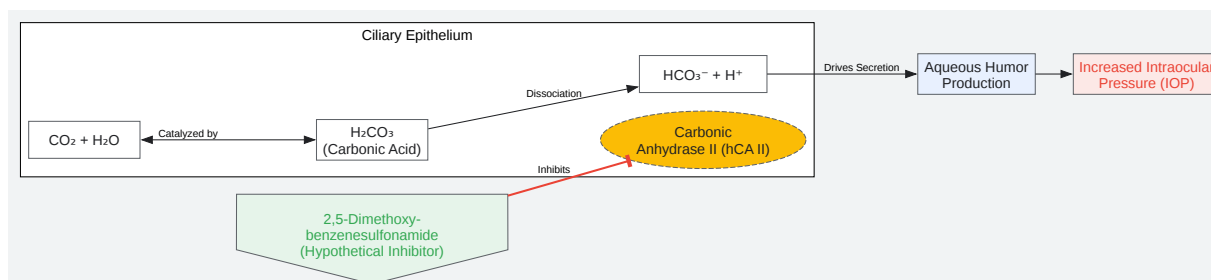 Ciliary Epithelium
CO₂ + H₂O
Catalyzed by
H₂CO₃
(Carbonic Acid)
Dissociation
HCO₃⁻ + H⁺
Drives Secretion
Aqueous Humor
Production
Increased Intraocular
Pressure (IOP)
Carbonic
Anhydrase II (hCA II)
Inhibits
2,5-Dimethoxy-
benzenesulfonamide
(Hypothetical Inhibitor)